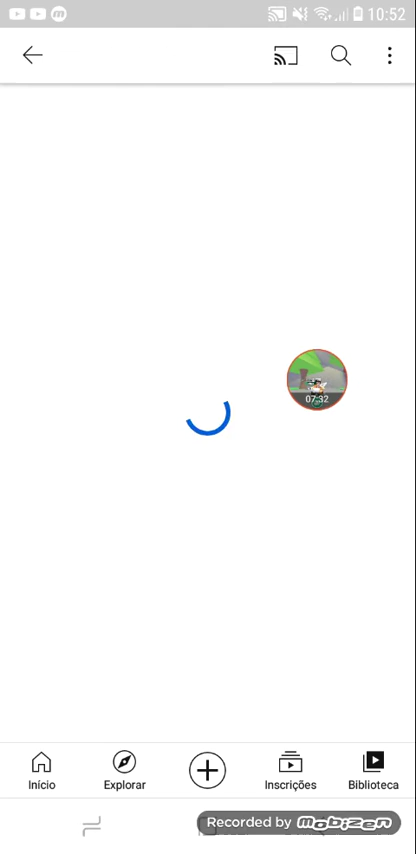 10:52
07:32
Início
Explorar
Inscrições
Biblioteca
Recorded by mobizen